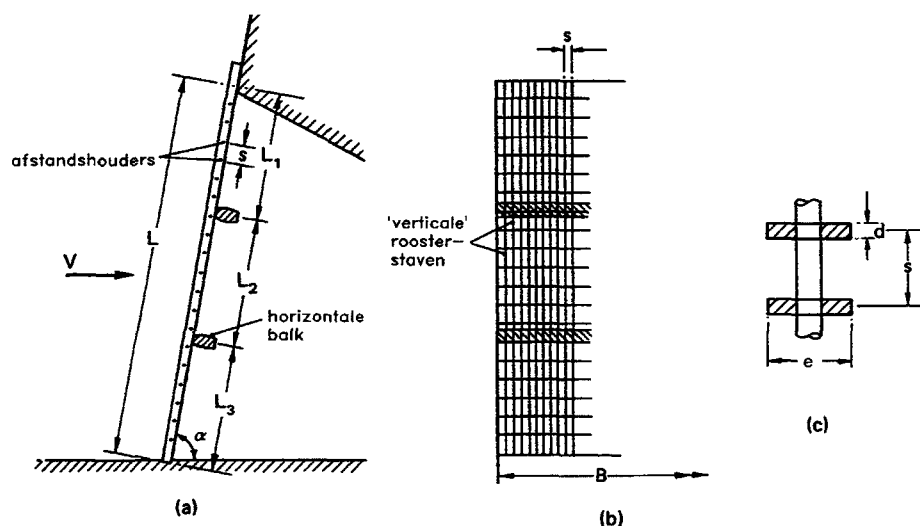 afstandshouders
s
L₁
L
V
L₂
horizontale
balk
L₃
α
(a)
s
'verticale'
rooster-
staven
B
(b)
d
s
e
(c)